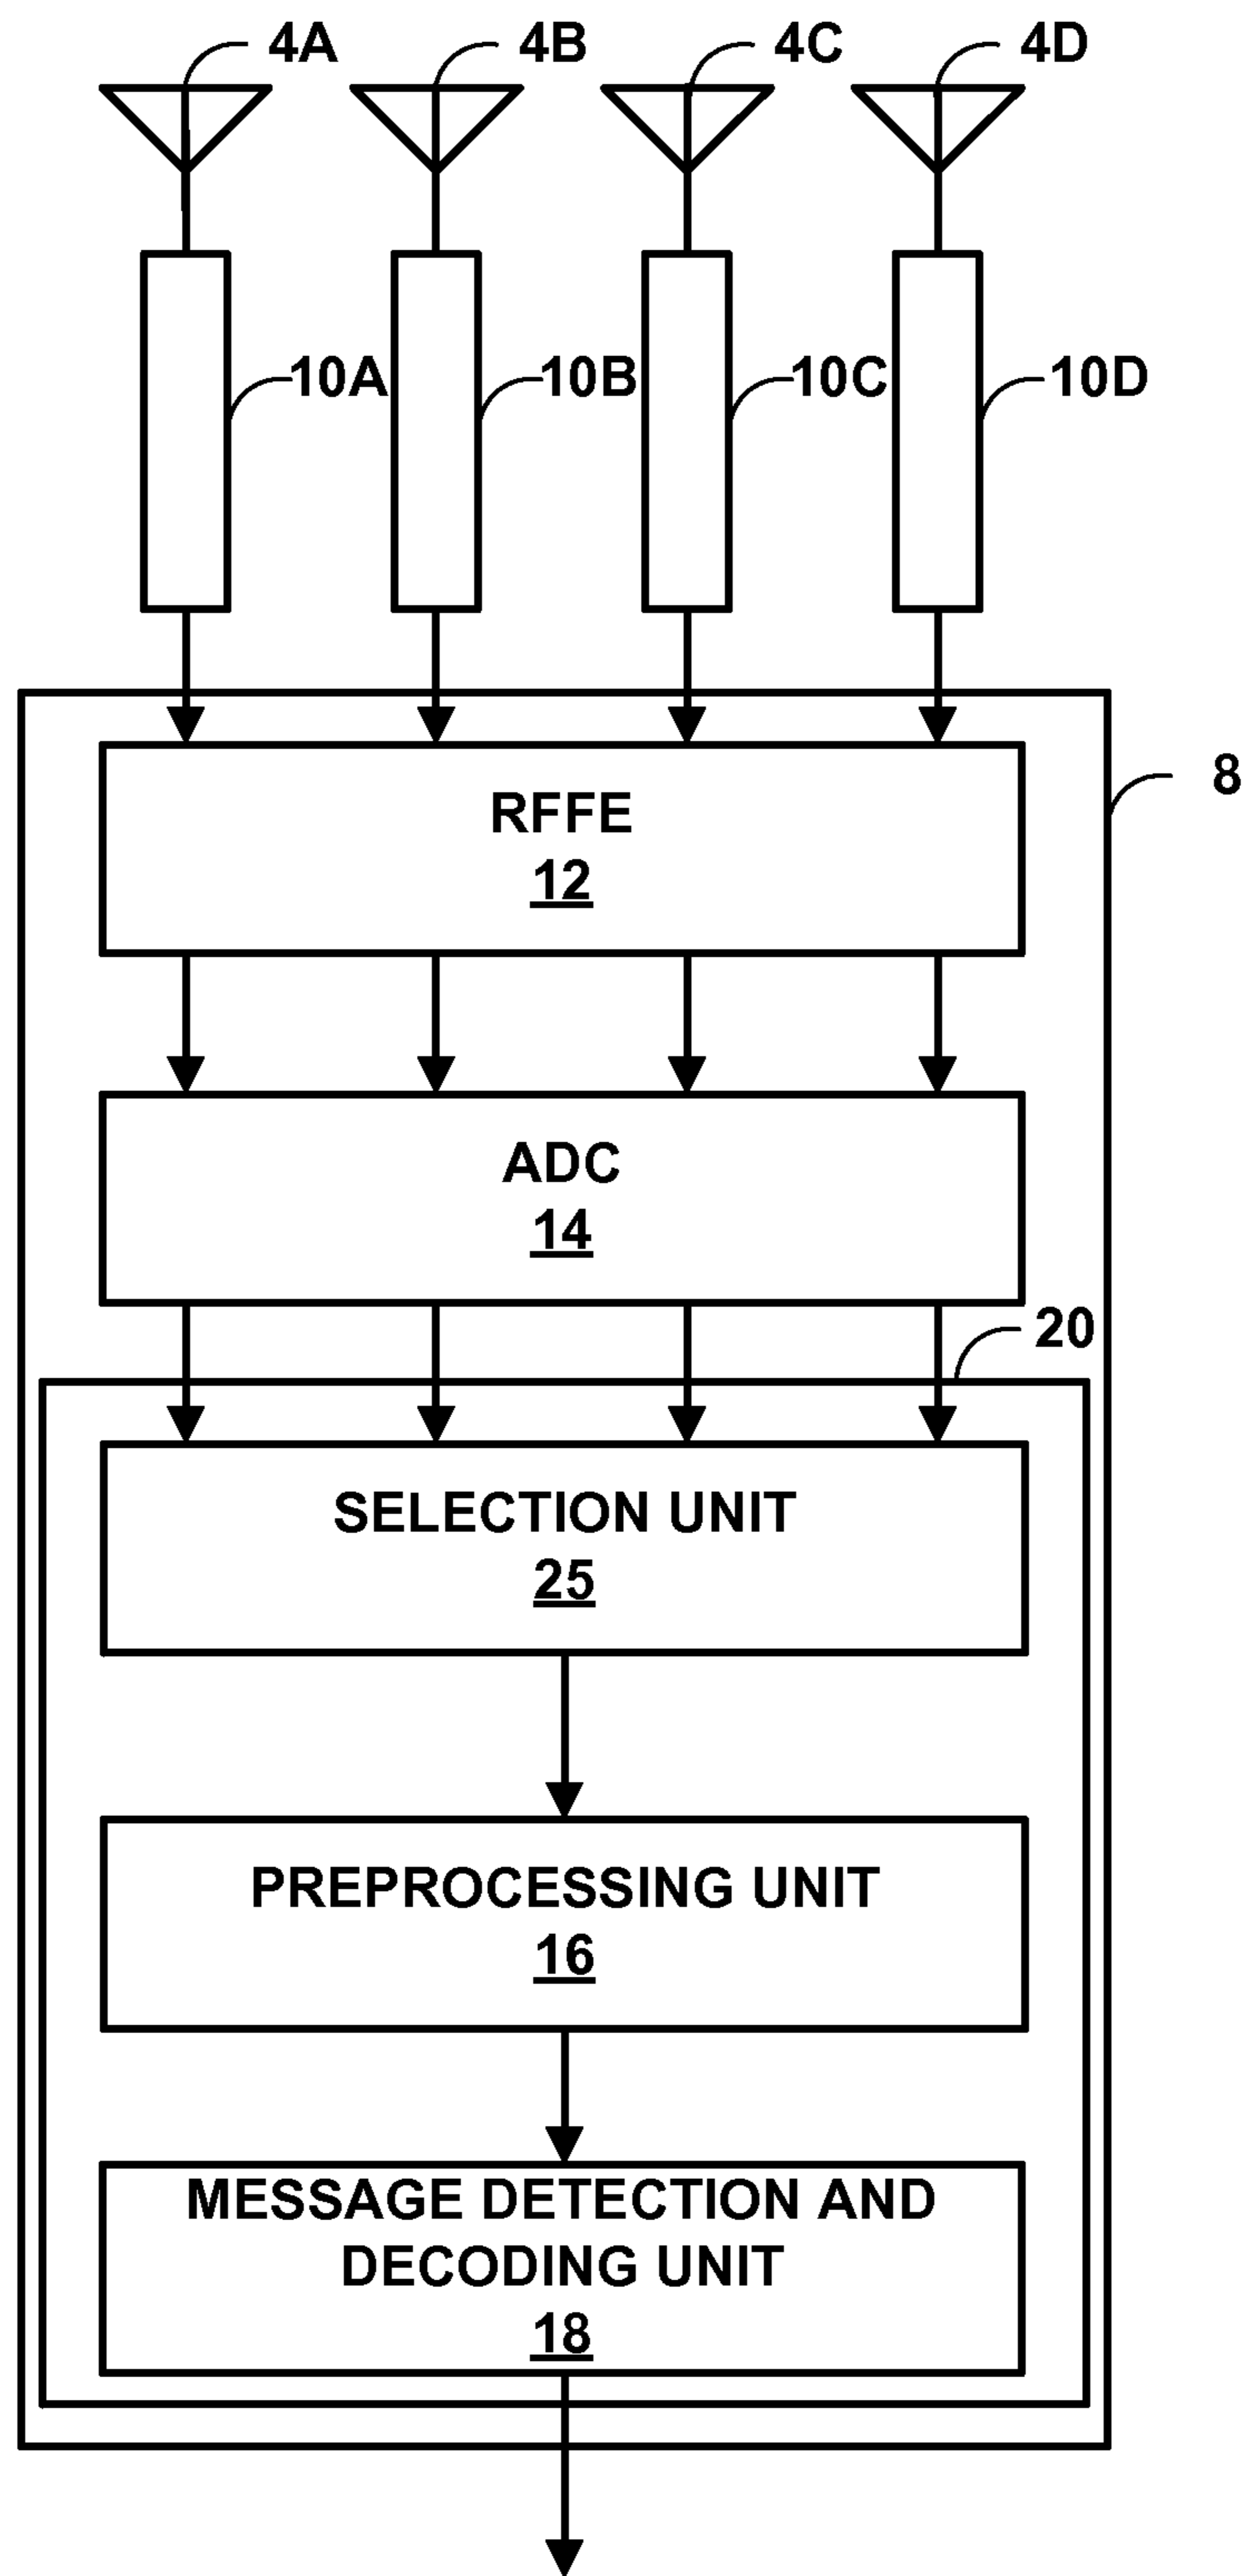 4A 4B 4C 4D
10A 10B 10C 10D
8
RFFE
12
ADC
14
20
SELECTION UNIT
25
PREPROCESSING UNIT
16
MESSAGE DETECTION AND
DECODING UNIT
18